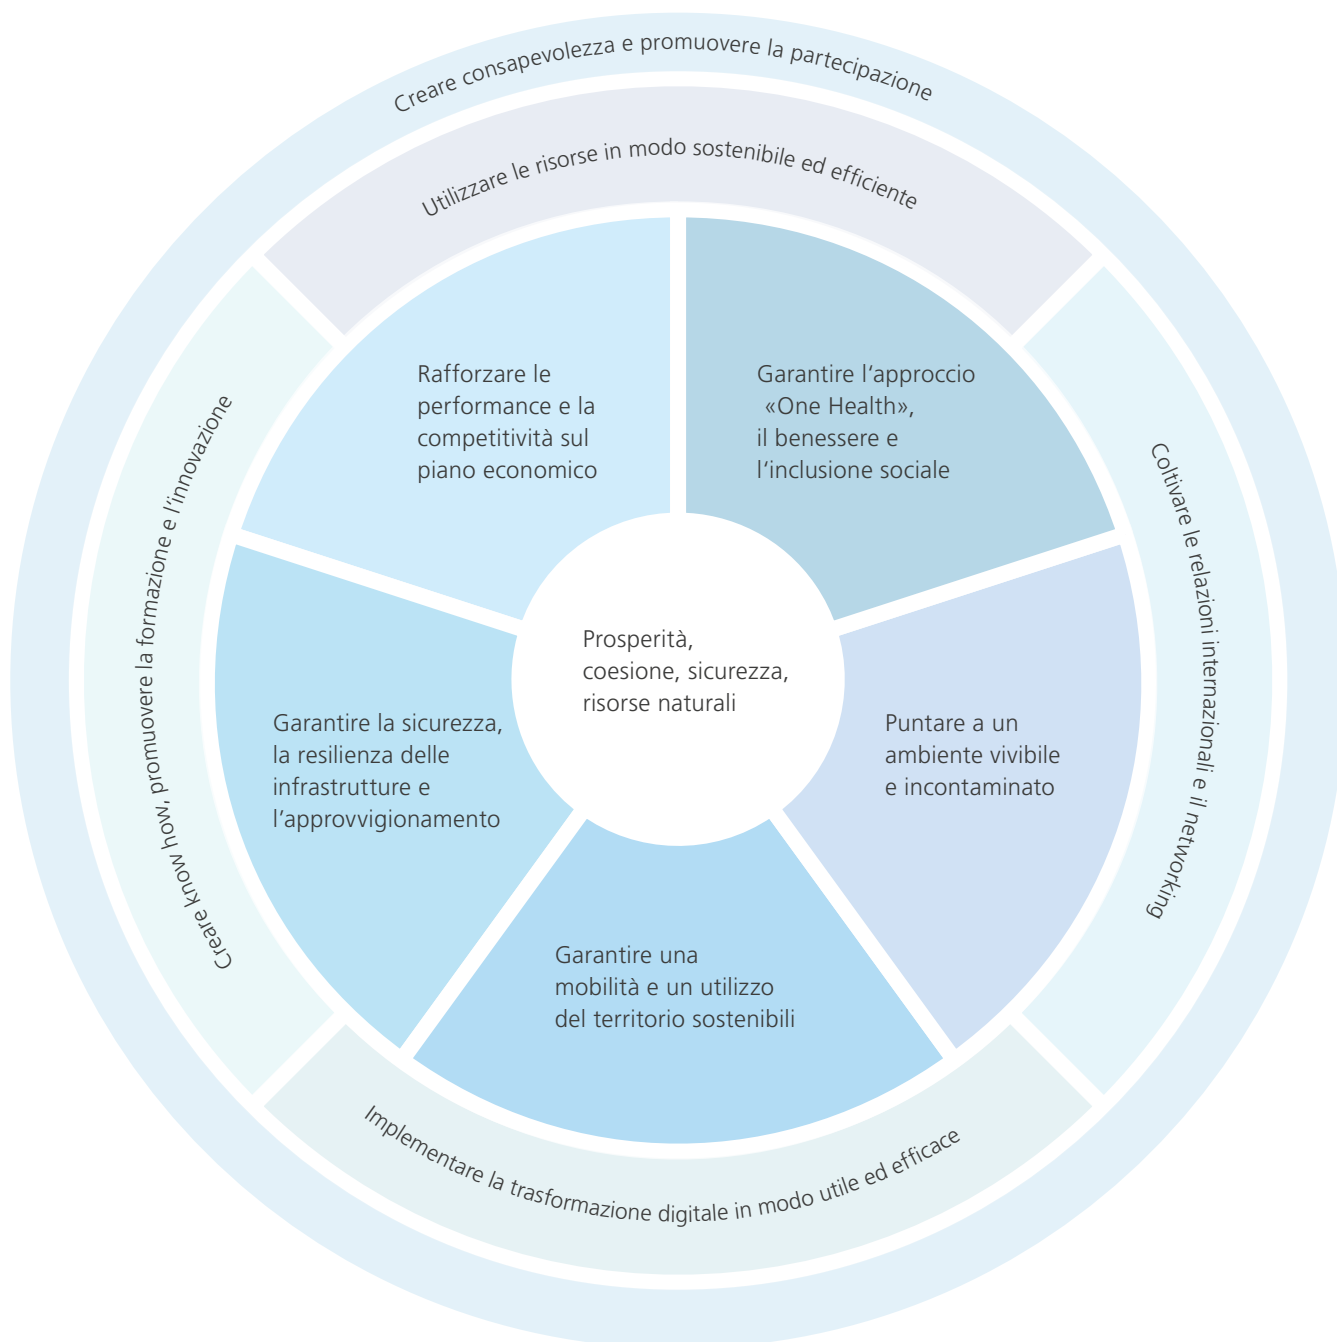 Creare consapevolezza e promuovere la partecipazione
Utilizzare le risorse in modo sostenibile ed efficiente
Rafforzare le
performance e la
competitività sul
piano economico
Garantire l‘approccio
«One Health»,
il benessere e
l‘inclusione sociale
Creare know how, promuovere la formazione e l'innovazione
Coltivare le relazioni internazionali e il networking
Prosperità,
coesione, sicurezza,
risorse naturali
Garantire la sicurezza,
la resilienza delle
infrastrutture e
l‘approvvigionamento
Puntare a un
ambiente vivibile
e incontaminato
Garantire una
mobilità e un utilizzo
del territorio sostenibili
Implementare la trasformazione digitale in modo utile ed efficace